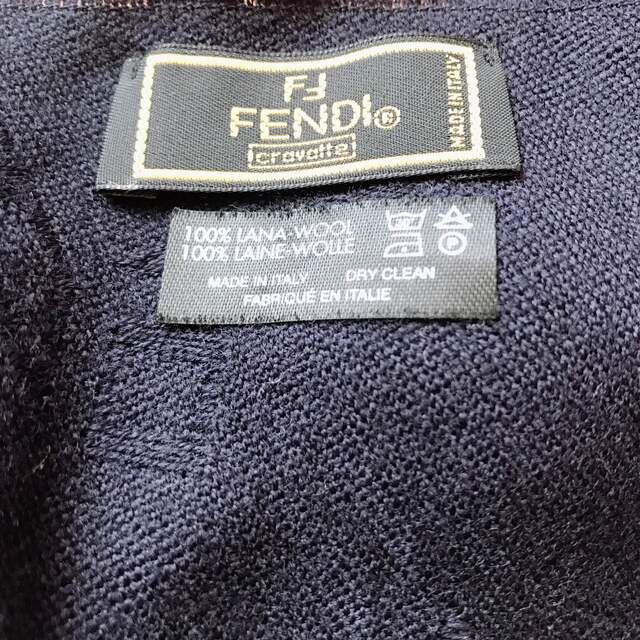 FF
FENDI®
cravatte
MADE IN ITALY
100% LANA-WOOL
100% LAINE-WOLLE
MADE IN ITALY DRY CLEAN
FABRIQUÉ EN ITALIE
P